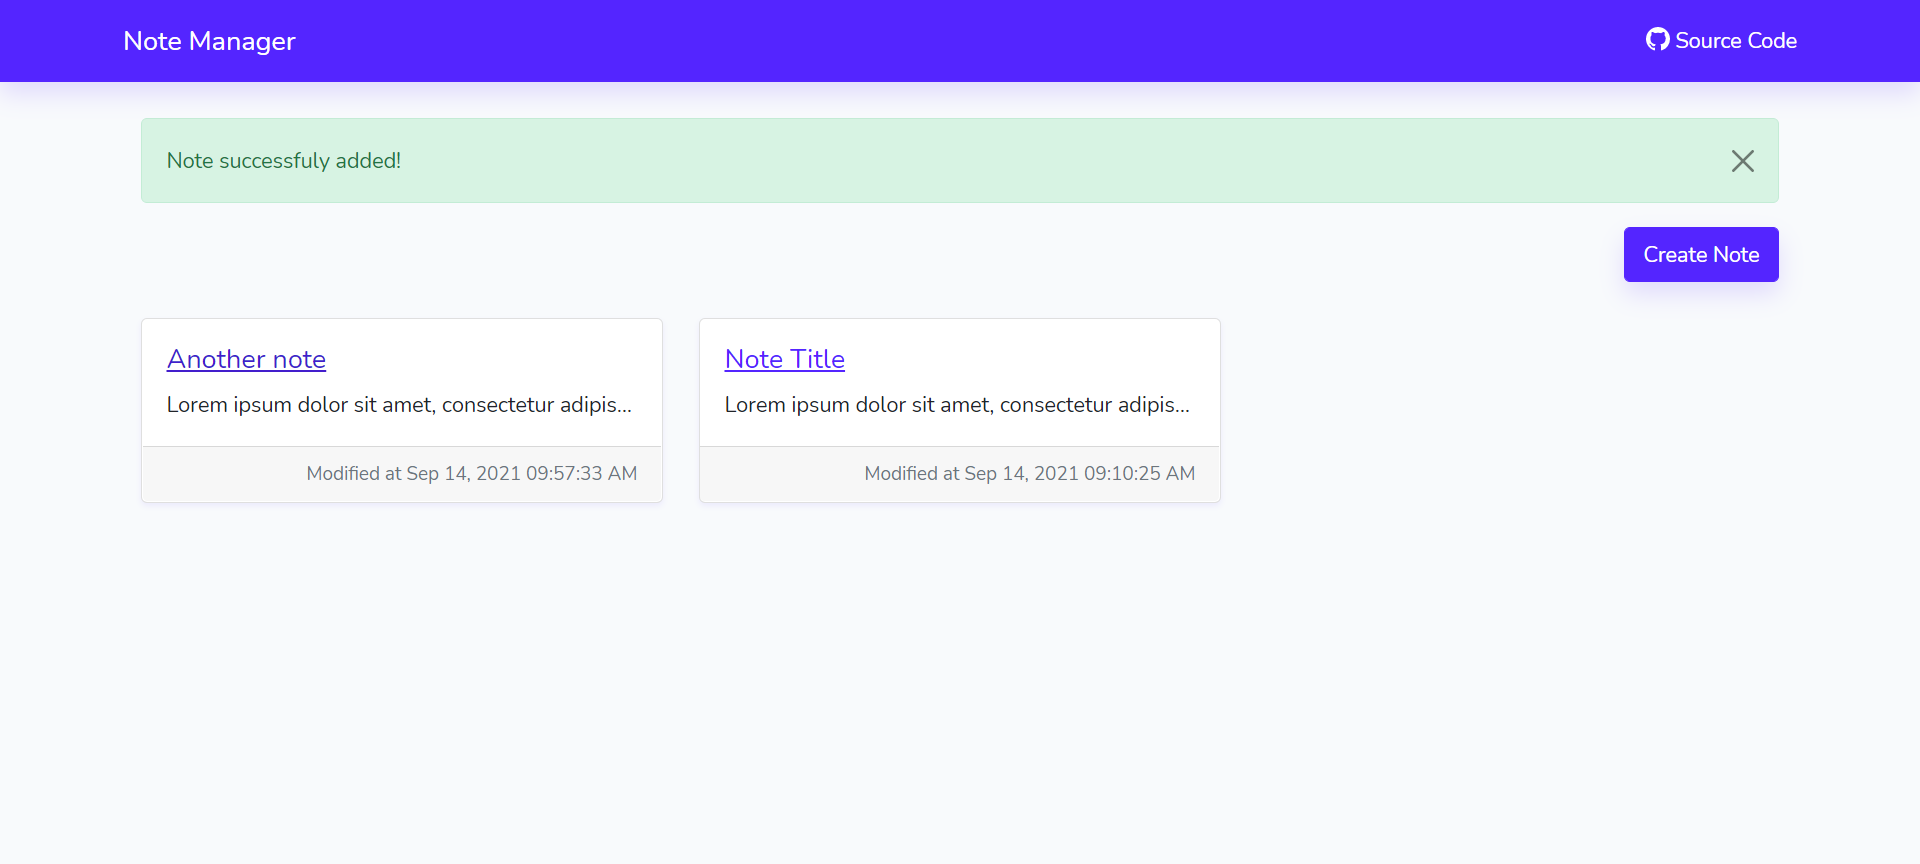 Note Manager
Source Code
Note successfuly added!
Create Note
Another note
Lorem ipsum dolor sit amet, consectetur adipis...
Modified at Sep 14, 2021 09:57:33 AM
Note Title
Lorem ipsum dolor sit amet, consectetur adipis...
Modified at Sep 14, 2021 09:10:25 AM